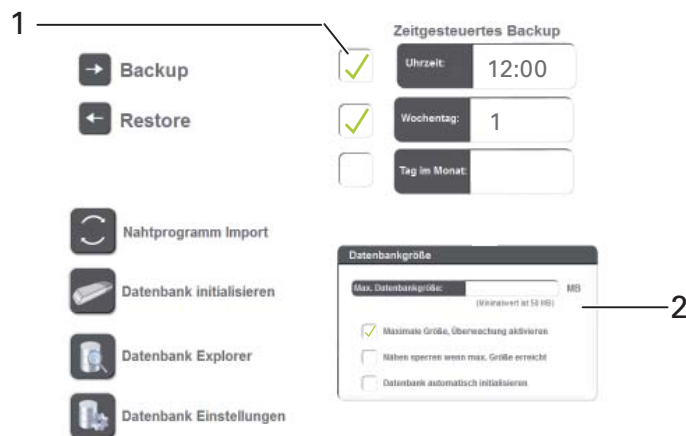 1
Zeitgesteuertes Backup
Backup
Uhrzeit:
12:00
Restore
Wochentag:
1
Tag im Monat:
Nahtprogramm Import
Datenbank initialisieren
Datenbank Explorer
Datenbank Einstellungen
Datenbankgröße
Max. Datenbankgröße:
MB
(Minimalwert ist 50 MB)
2
Maximale Größe, Überwachung aktivieren
Nähen sperren wenn max. Größe erreicht
Datenbank automatisch initialisieren